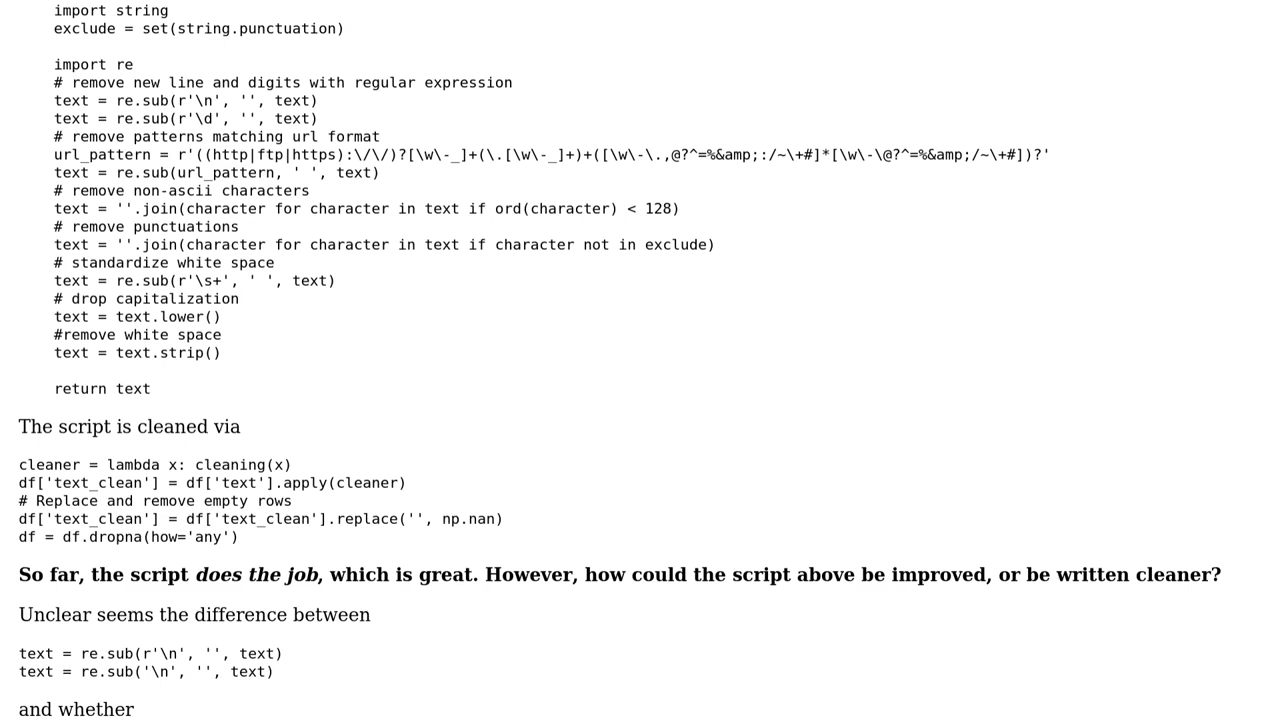 import string
exclude = set(string.punctuation)
import re
# remove new line and digits with regular expression
text = re.sub(r'\n', '', text)
text = re.sub(r'\d', '', text)
# remove patterns matching url format
url_pattern = r'((http|ftp|https):\/\/)?[\w\-_]+(\.[\w\-_]+)+([\w\-\.,@?^=%&amp;:/~\+#]*[\w\-\@?^=%&amp;/~\+#])?'
text = re.sub(url_pattern, ' ', text)
# remove non-ascii characters
text = ''.join(character for character in text if ord(character) < 128)
# remove punctuations
text = ''.join(character for character in text if character not in exclude)
# standardize white space
text = re.sub(r'\s+', ' ', text)
# drop capitalization
text = text.lower()
#remove white space
text = text.strip()
return text
The script is cleaned via
cleaner = lambda x: cleaning(x)
df['text_clean'] = df['text'].apply(cleaner)
# Replace and remove empty rows
df['text_clean'] = df['text_clean'].replace('', np.nan)
df = df.dropna(how='any')
So far, the script does the job, which is great. However, how could the script above be improved, or be written cleaner?
Unclear seems the difference between
text = re.sub(r'\n', '', text)
text = re.sub('\n', '', text)
and whether